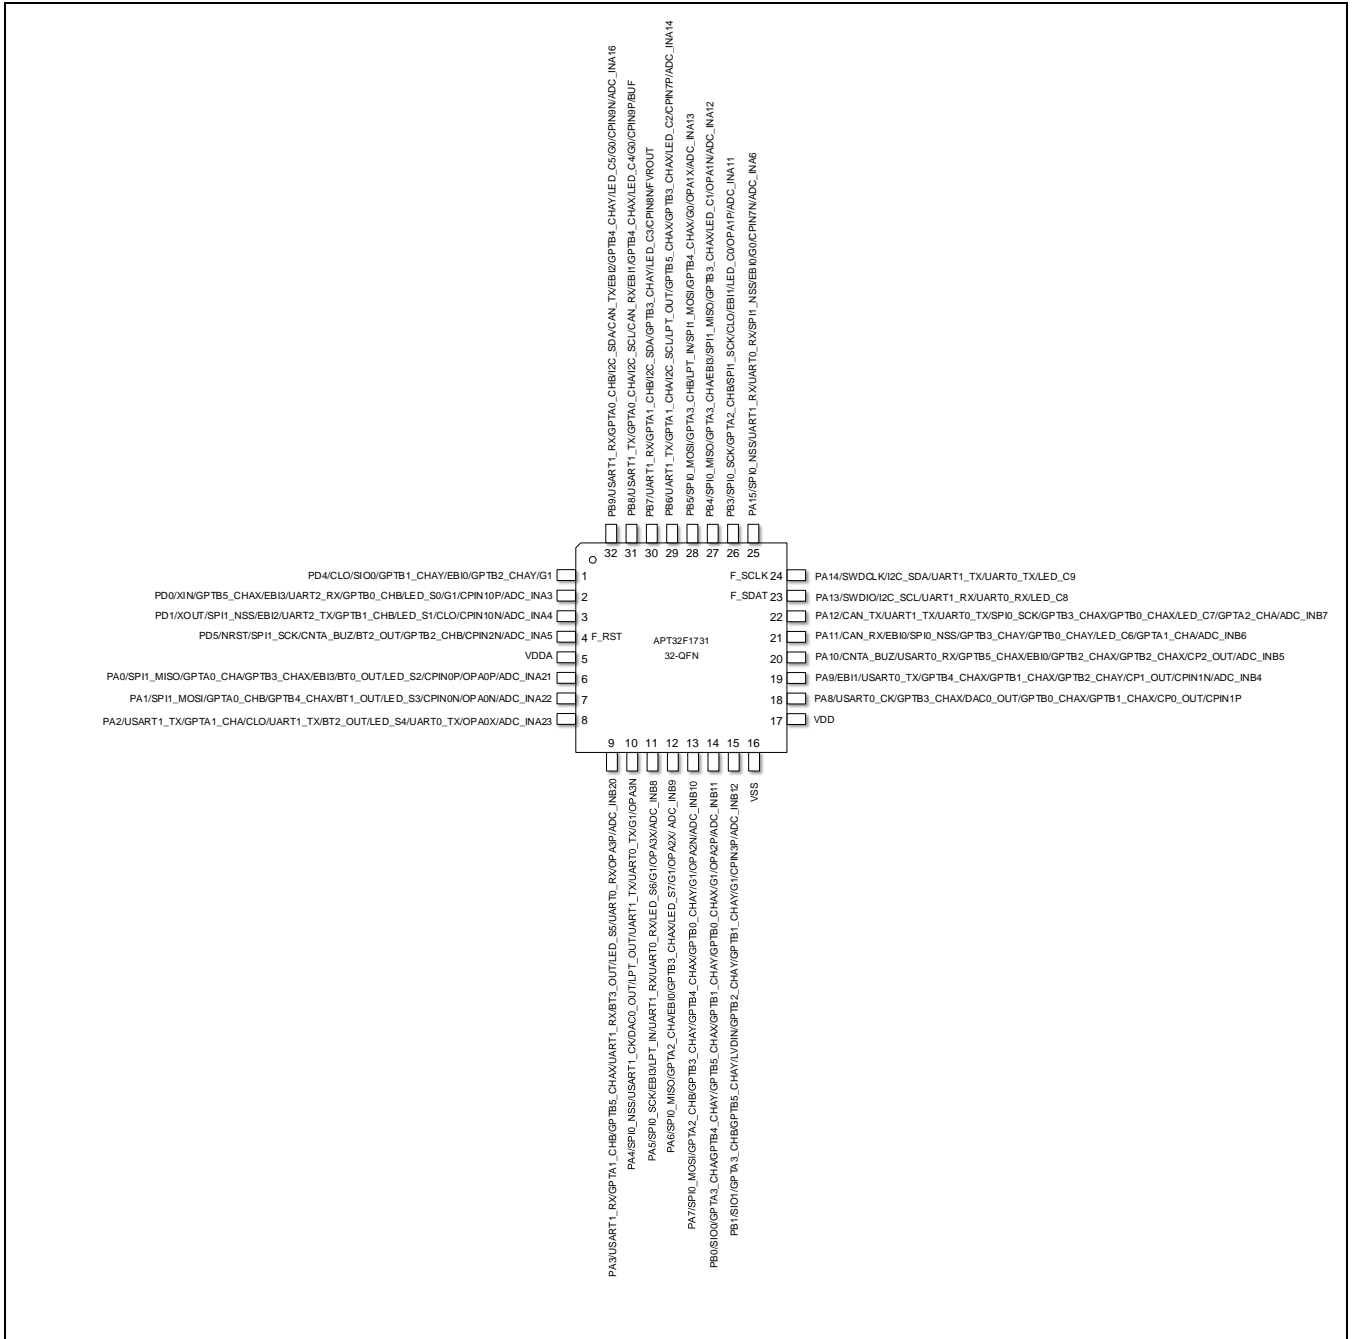 PB9/USART1_RX/GPTA0_CHB/I2C_SDA/CAN_TX/EBI2/GPTB4_CHAY/LED_C5/G0/CPIN9N/ADC_INA16
PB8/USART1_TX/GPTA0_CHA/I2C_SCL/CAN_RX/EBI1/GPTB4_CHAX/LED_C4/G0/CPIN9P/BUF
PB7/UART1_RX/GPTA1_CHB/I2C_SDA/GPTB3_CHAY/LED_C3/CPIN8N/FVROUT
PB6/UART1_TX/GPTA1_CHA/I2C_SCL/LPT_OUT/GPTB5_CHAX/GPTB3_CHAX/LED_C2/CPIN7P/ADC_INA14
PB5/SPI0_MOSI/GPTA3_CHB/LPT_IN/SPI1_MOSI/GPTB4_CHAX/G0/OPA1X/ADC_INA13
PB4/SPI0_MISO/GPTA3_CHA/EBI3/SPI1_MISO/GPTB3_CHAX/LED_C1/OPA1N/ADC_INA12
PB3/SPI0_SCK/GPTA2_CHB/SPI1_SCK/CLO/EBI1/LED_C0/OPA1P/ADC_INA11
PA15/SPI0_NSS/UART1_RX/UART0_RX/SPI1_NSS/EBI0/G0/CPIN7N/ADC_INA6
32 31 30 29 28 27 26 25
PD4/CLO/SIO0/GPTB1_CHAY/EBI0/GPTB2_CHAY/G1 1
F_SCLK 24 PA14/SWDCLK/I2C_SDA/UART1_TX/UART0_TX/LED_C9
PD0/XIN/GPTB5_CHAX/EBI3/UART2_RX/GPTB0_CHB/LED_S0/G1/CPIN10P/ADC_INA3 2
F_SDAT 23 PA13/SWDIO/I2C_SCL/UART1_RX/UART0_RX/LED_C8
PD1/XOUT/SPI1_NSS/EBI2/UART2_TX/GPTB1_CHB/LED_S1/CLO/CPIN10N/ADC_INA4 3
22 PA12/CAN_TX/UART1_TX/UART0_TX/SPI0_SCK/GPTB3_CHAX/GPTB0_CHAX/LED_C7/GPTA2_CHA/ADC_INB7
PD5/NRST/SPI1_SCK/CNTA_BUZ/BT2_OUT/GPTB2_CHB/CPIN2N/ADC_INA5 4 F_RST
APT32F1731
32-QFN
21 PA11/CAN_RX/EBI0/SPI0_NSS/GPTB3_CHAY/GPTB0_CHAY/LED_C6/GPTA1_CHA/ADC_INB6
VDDA 5
20 PA10/CNTA_BUZ/USART0_RX/GPTB5_CHAX/EBI0/GPTB2_CHAX/GPTB2_CHAX/CP2_OUT/ADC_INB5
PA0/SPI1_MISO/GPTA0_CHA/GPTB3_CHAX/EBI3/BT0_OUT/LED_S2/CPIN0P/OPA0P/ADC_INA21 6
19 PA9/EBI1/USART0_TX/GPTB4_CHAX/GPTB1_CHAX/GPTB2_CHAY/CP1_OUT/CPIN1N/ADC_INB4
PA1/SPI1_MOSI/GPTA0_CHB/GPTB4_CHAX/BT1_OUT/LED_S3/CPIN0N/OPA0N/ADC_INA22 7
18 PA8/USART0_CK/GPTB3_CHAX/DAC0_OUT/GPTB0_CHAX/GPTB1_CHAX/CP0_OUT/CPIN1P
PA2/USART1_TX/GPTA1_CHA/CLO/UART1_TX/BT2_OUT/LED_S4/UART0_TX/OPA0X/ADC_INA23 8
17 VDD
9 10 11 12 13 14 15 16
PA3/USART1_RX/GPTA1_CHB/GPTB5_CHAX/UART1_RX/BT3_OUT/LED_S5/UART0_RX/OPA3P/ADC_INB20
PA4/SPI0_NSS/USART1_CK/DAC0_OUT/LPT_OUT/UART1_TX/UART0_TX/G1/OPA3N
PA5/SPI0_SCK/EBI3/LPT_IN/UART1_RX/UART0_RX/LED_S6/G1/OPA3X/ADC_INB8
PA6/SPI0_MISO/GPTA2_CHA/EBI0/GPTB3_CHAX/LED_S7/G1/OPA2X/ ADC_INB9
PA7/SPI0_MOSI/GPTA2_CHB/GPTB3_CHAY/GPTB4_CHAX/GPTB0_CHAY/G1/OPA2N/ADC_INB10
PB0/SIO0/GPTA3_CHA/GPTB4_CHAY/GPTB5_CHAX/GPTB1_CHAY/GPTB0_CHAX/G1/OPA2P/ADC_INB11
PB1/SIO1/GPTA3_CHB/GPTB5_CHAY/LVDIN/GPTB2_CHAY/GPTB1_CHAY/G1/CPIN3P/ADC_INB12
VSS